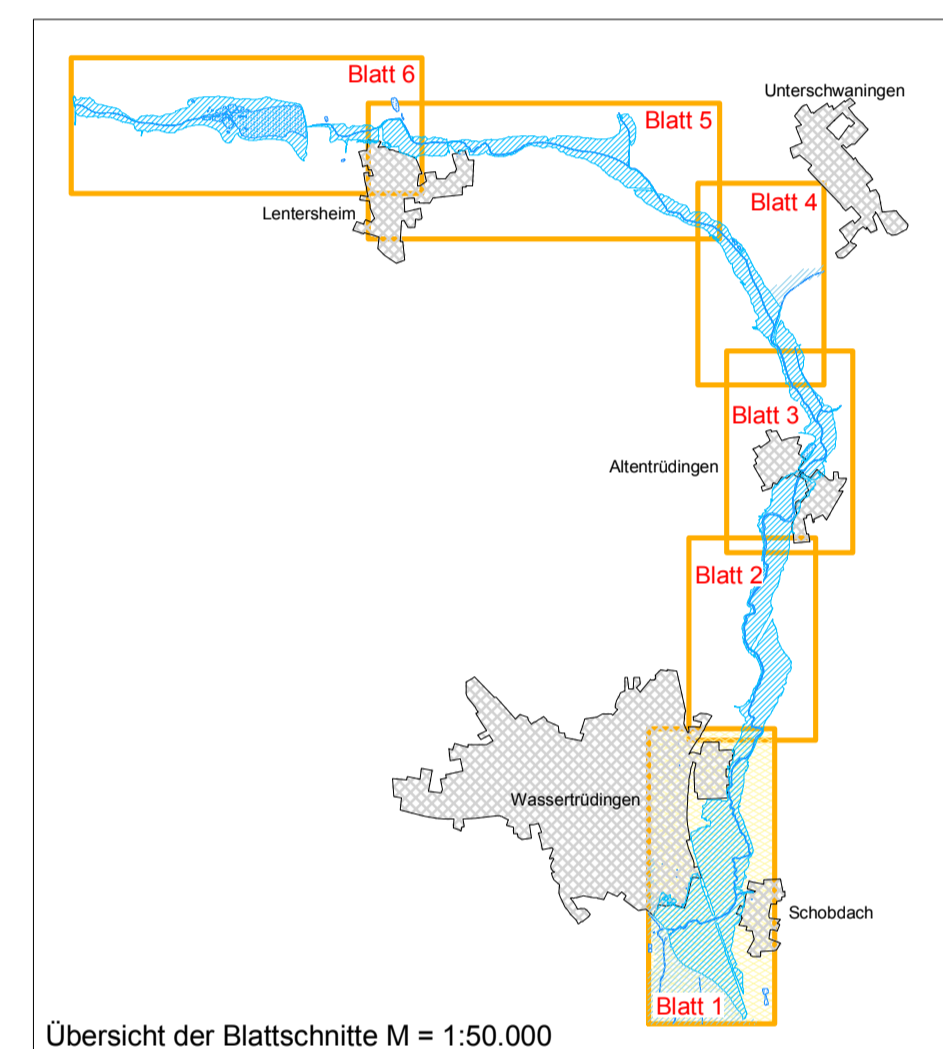 Blatt 6
Unterschwaningen
Blatt 5
Blatt 4
Lentersheim
Blatt 3
Altentrüdingen
Blatt 2
Wassertrüdingen
Schobdach
Blatt 1
Übersicht der Blattschnitte M = 1:50.000